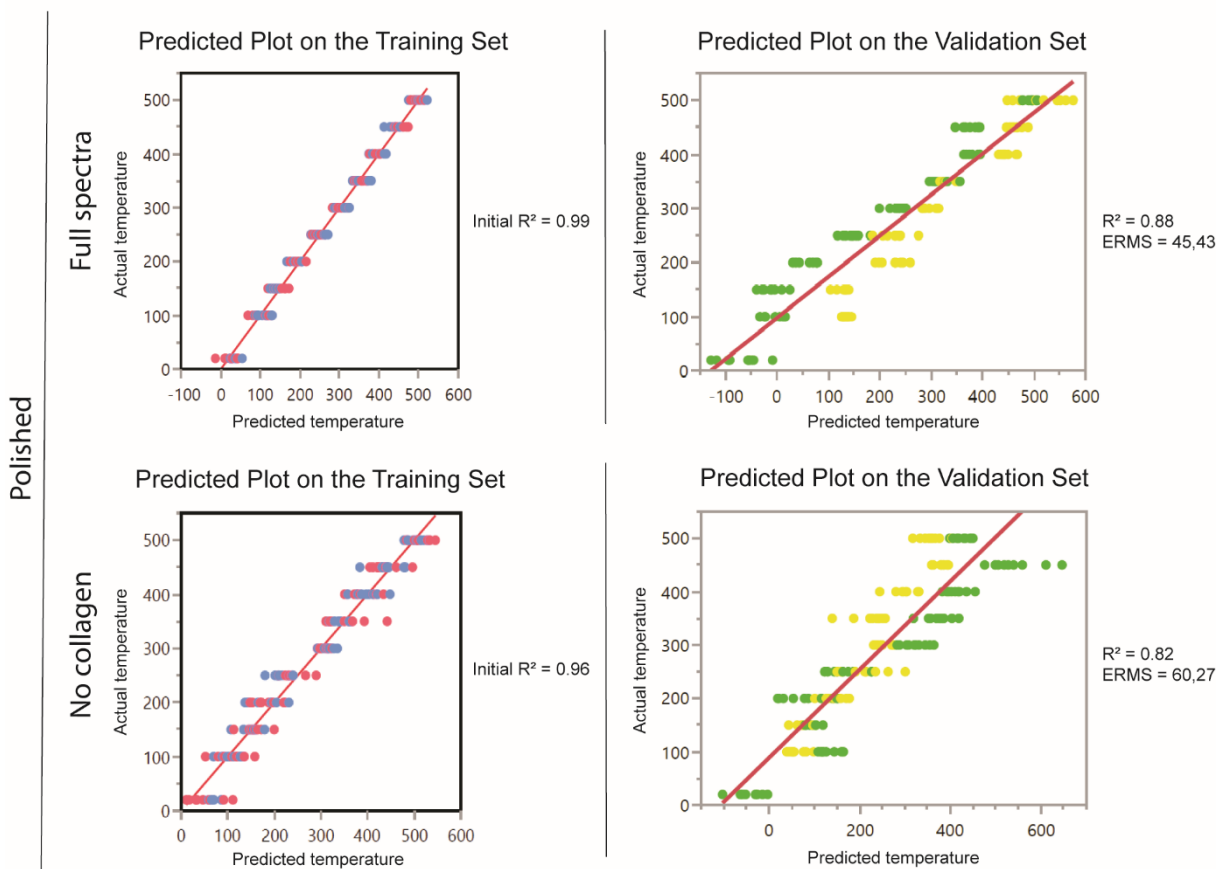 Polished
Full spectra
Predicted Plot on the Training Set
Actual temperature
500
400
300
200
100
0
-100 0 100 200 300 400 500 600
Predicted temperature
Initial R² = 0.99
Predicted Plot on the Validation Set
Actual temperature
500
400
300
200
100
0
-100 0 100 200 300 400 500 600
Predicted temperature
R² = 0.88
ERMS = 45,43
No collagen
Predicted Plot on the Training Set
Actual temperature
500
400
300
200
100
0
0 100 200 300 400 500 600
Predicted temperature
Initial R² = 0.96
Predicted Plot on the Validation Set
Actual temperature
500
400
300
200
100
0
0 200 400 600
Predicted temperature
R² = 0.82
ERMS = 60,27